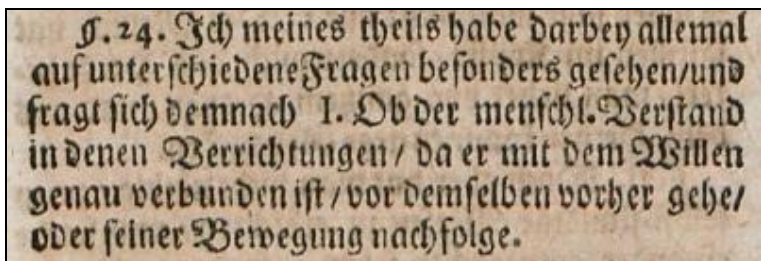 §. 24. Ich meines theils habe darbey allemal
auf unterschiedene Fragen besonders gesehen/und
fragt sich demnach I. Ob der menschl. Verstand
in denen Verrichtungen / da er mit dem Willen
genau verbunden ist / vor demselben vorher gehe/
oder seiner Bewegung nachfolge.